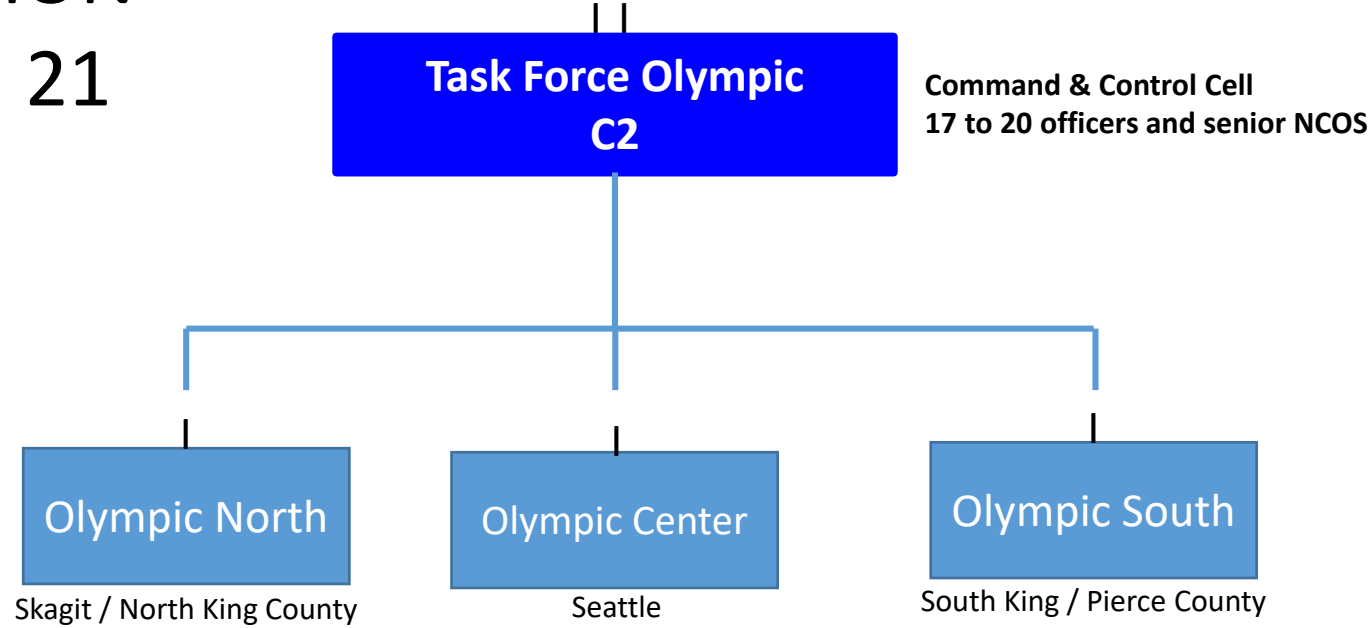 21
Task Force Olympic
C2
Command & Control Cell
17 to 20 officers and senior NCOS
Olympic North
Olympic Center
Olympic South
Skagit / North King County
Seattle
South King / Pierce County